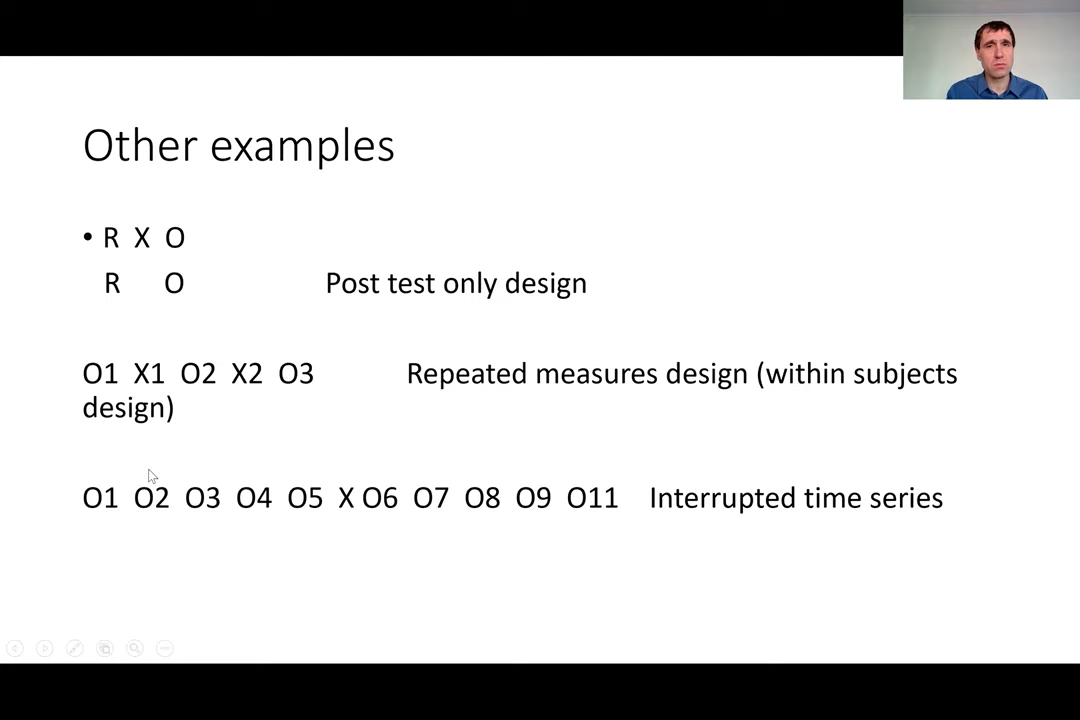 Other examples
• R X O
R O Post test only design
O1 X1 O2 X2 O3 Repeated measures design (within subjects
design)
O1 O2 O3 O4 O5 X O6 O7 O8 O9 O11 Interrupted time series